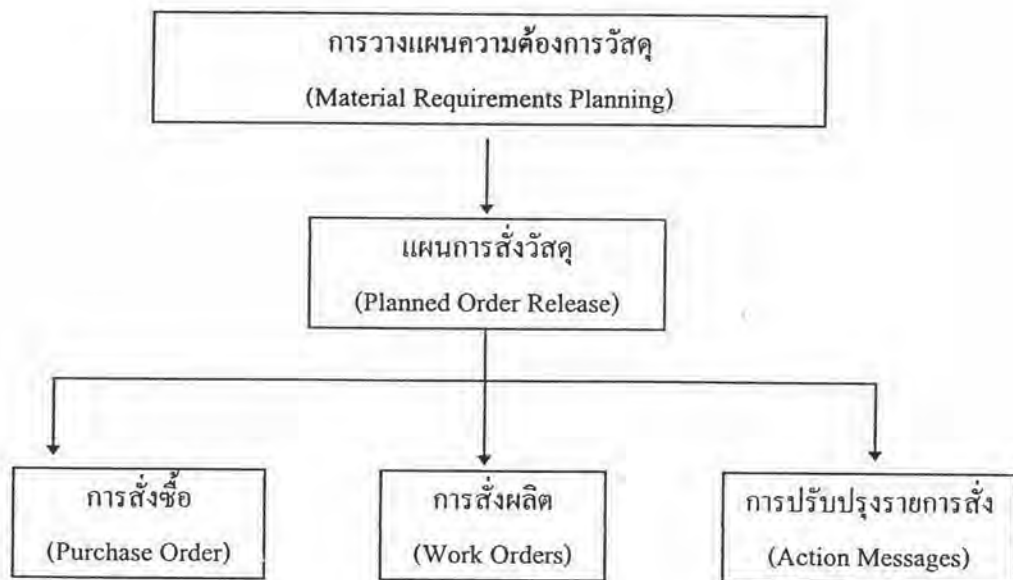 การวางแผนความต้องการวัสดุ
(Material Requirements Planning)
แผนการสั่งวัสดุ
(Planned Order Release)
การสั่งซื้อ
(Purchase Order)
การสั่งผลิต
(Work Orders)
การปรับปรุงรายการสั่ง
(Action Messages)